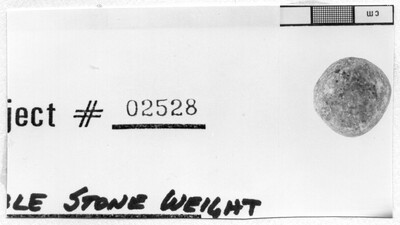 CM
ject # 02528
LE STONE WEIGHT